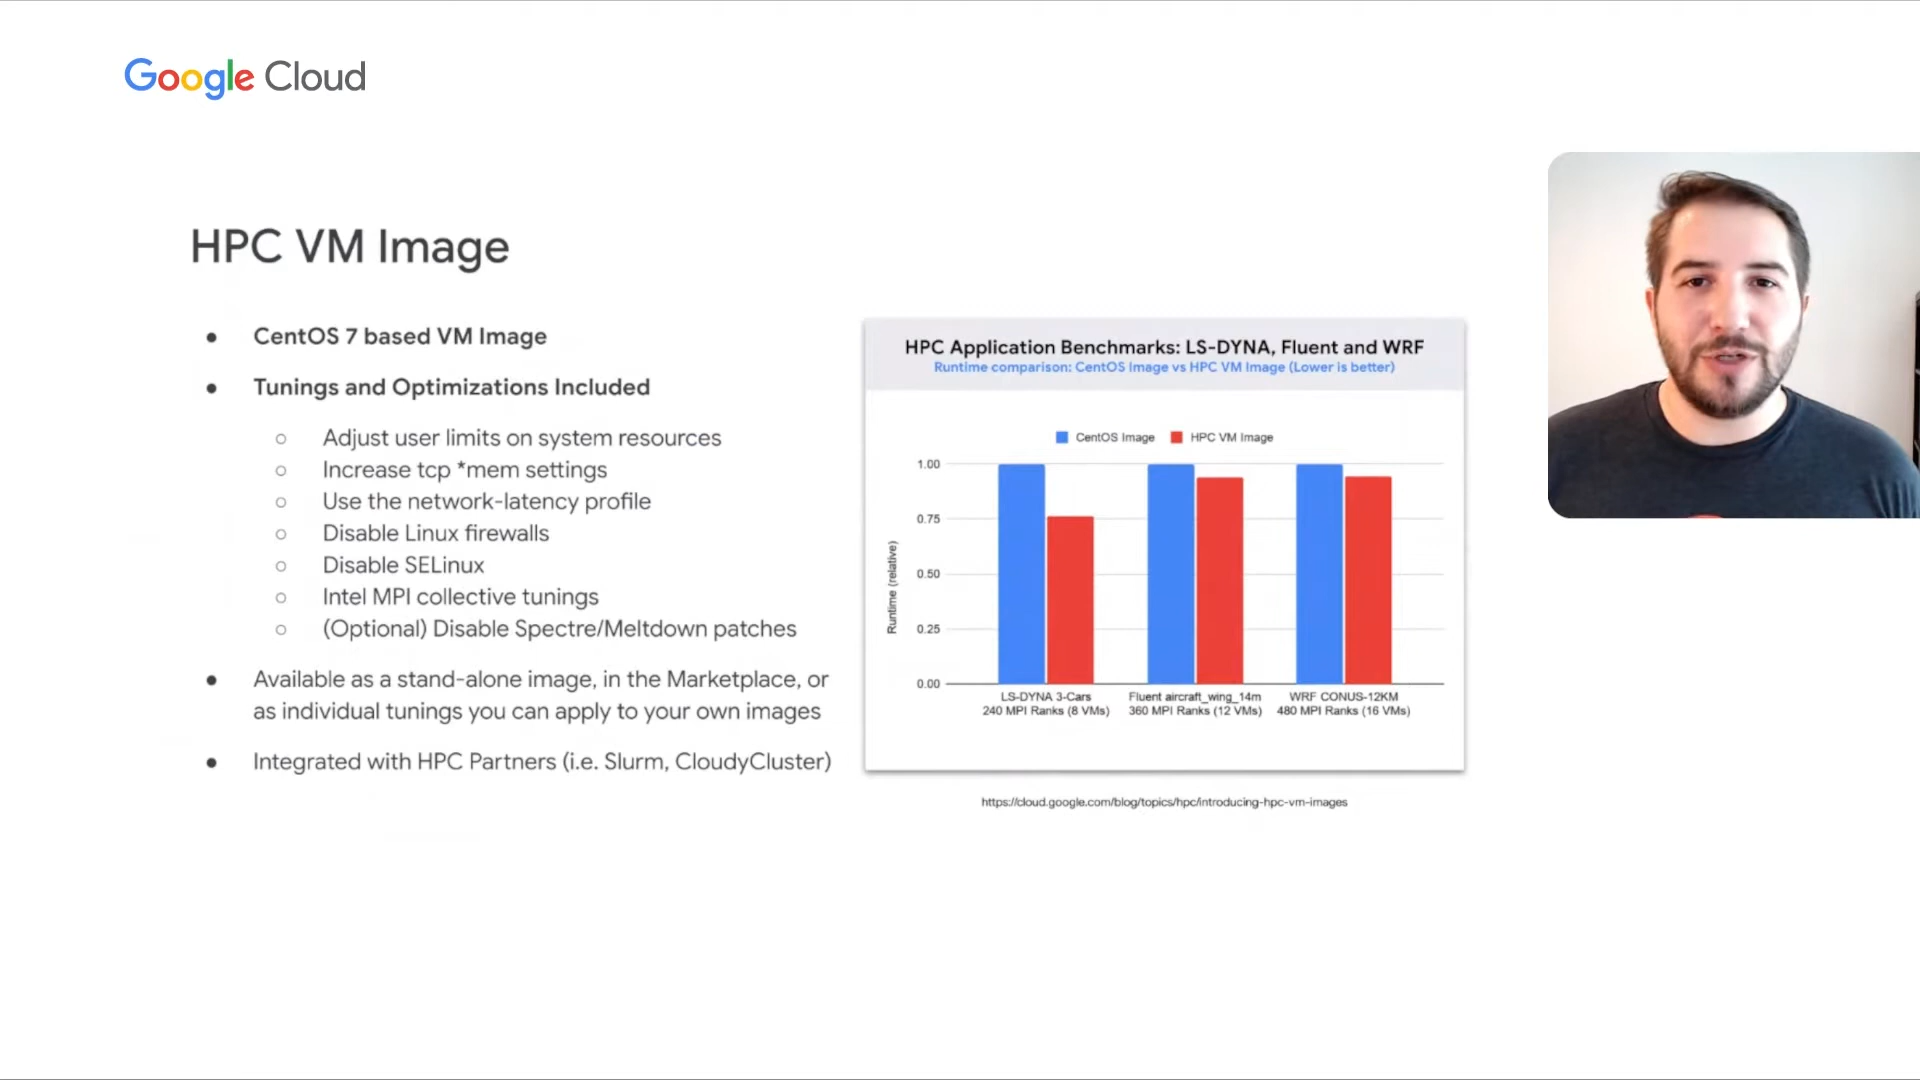 Google Cloud
HPC VM Image
● CentOS 7 based VM Image
● Tunings and Optimizations Included
○ Adjust user limits on system resources
○ Increase tcp *mem settings
○ Use the network-latency profile
○ Disable Linux firewalls
○ Disable SELinux
○ Intel MPI collective tunings
○ (Optional) Disable Spectre/Meltdown patches
● Available as a stand-alone image, in the Marketplace, or
as individual tunings you can apply to your own images
● Integrated with HPC Partners (i.e. Slurm, CloudyCluster)
HPC Application Benchmarks: LS-DYNA, Fluent and WRF
Runtime comparison: CentOS Image vs HPC VM Image (Lower is better)
CentOS Image HPC VM Image
Runtime (relative)
1.00
0.75
0.50
0.25
0.00
LS-DYNA 3-Cars
240 MPI Ranks (8 VMs)
Fluent aircraft_wing_14m
360 MPI Ranks (12 VMs)
WRF CONUS-12KM
480 MPI Ranks (16 VMs)
https://cloud.google.com/blog/topics/hpc/introducing-hpc-vm-images